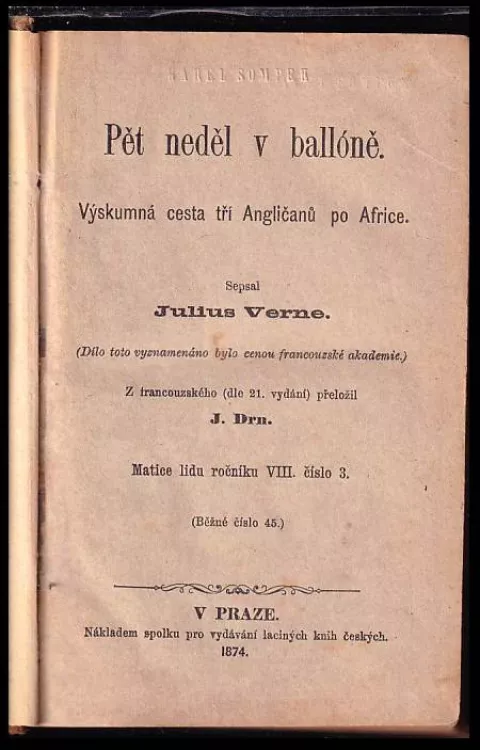 KAREL SOMPER
Pět neděl v ballóně.
Výskumná cesta tří Angličanů po Africe.
Sepsal
Julius Verne.
(Dílo toto vyznamenáno bylo cenou francouzské akademie.)
Z francouzského (dle 21. vydání) přeložil
J. Drn.
Matice lidu ročníku VIII. číslo 3.
(Běžné číslo 45.)
V PRAZE.
Nákladem spolku pro vydávání laciných knih českých.
1874.